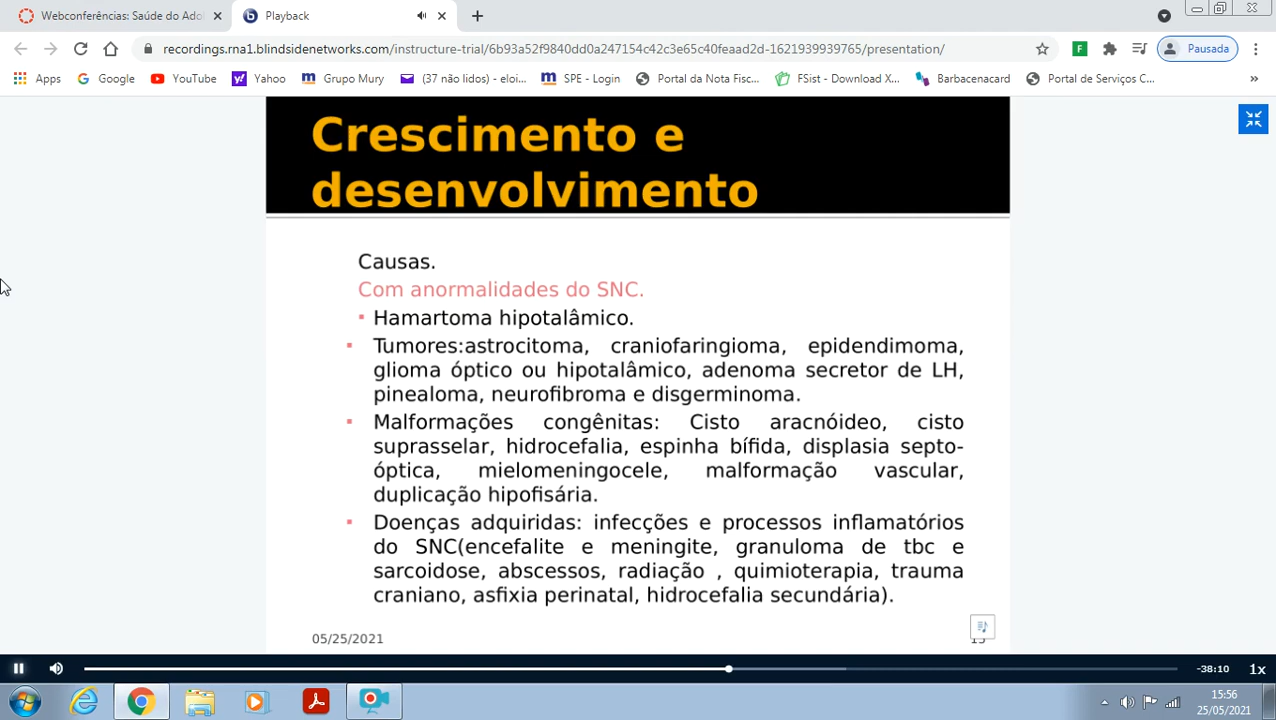 Webconferências: Saúde do Ado
Playback
recordings.rna1.blindsidenetworks.com/instructure-trial/6b93a52f9840dd0a247154c42c3e65c40feaad2d-1621939939765/presentation/
Pausada
Apps
Google
YouTube
Yahoo
Grupo Mury
(37 não lidos) - eloi...
SPE - Login
Portal da Nota Fisc...
FSist - Download X...
Barbacenacard
Portal de Serviços C...
»
Crescimento e
desenvolvimento
Causas.
Com anormalidades do SNC.
Hamartoma hipotalâmico.
Tumores:astrocitoma, craniofaringioma, epidendimoma,
glioma óptico ou hipotalâmico, adenoma secretor de LH,
pinealoma, neurofibroma e disgerminoma.
Malformações congênitas: Cisto aracnóideo, cisto
suprasselar, hidrocefalia, espinha bífida, displasia septo-
óptica, mielomeningocele, malformação vascular,
duplicação hipofisária.
Doenças adquiridas: infecções e processos inflamatórios
do SNC(encefalite e meningite, granuloma de tbc e
sarcoidose, abscessos, radiação , quimioterapia, trauma
craniano, asfixia perinatal, hidrocefalia secundária).
05/25/2021
-38:10
1x
15:56
25/05/2021